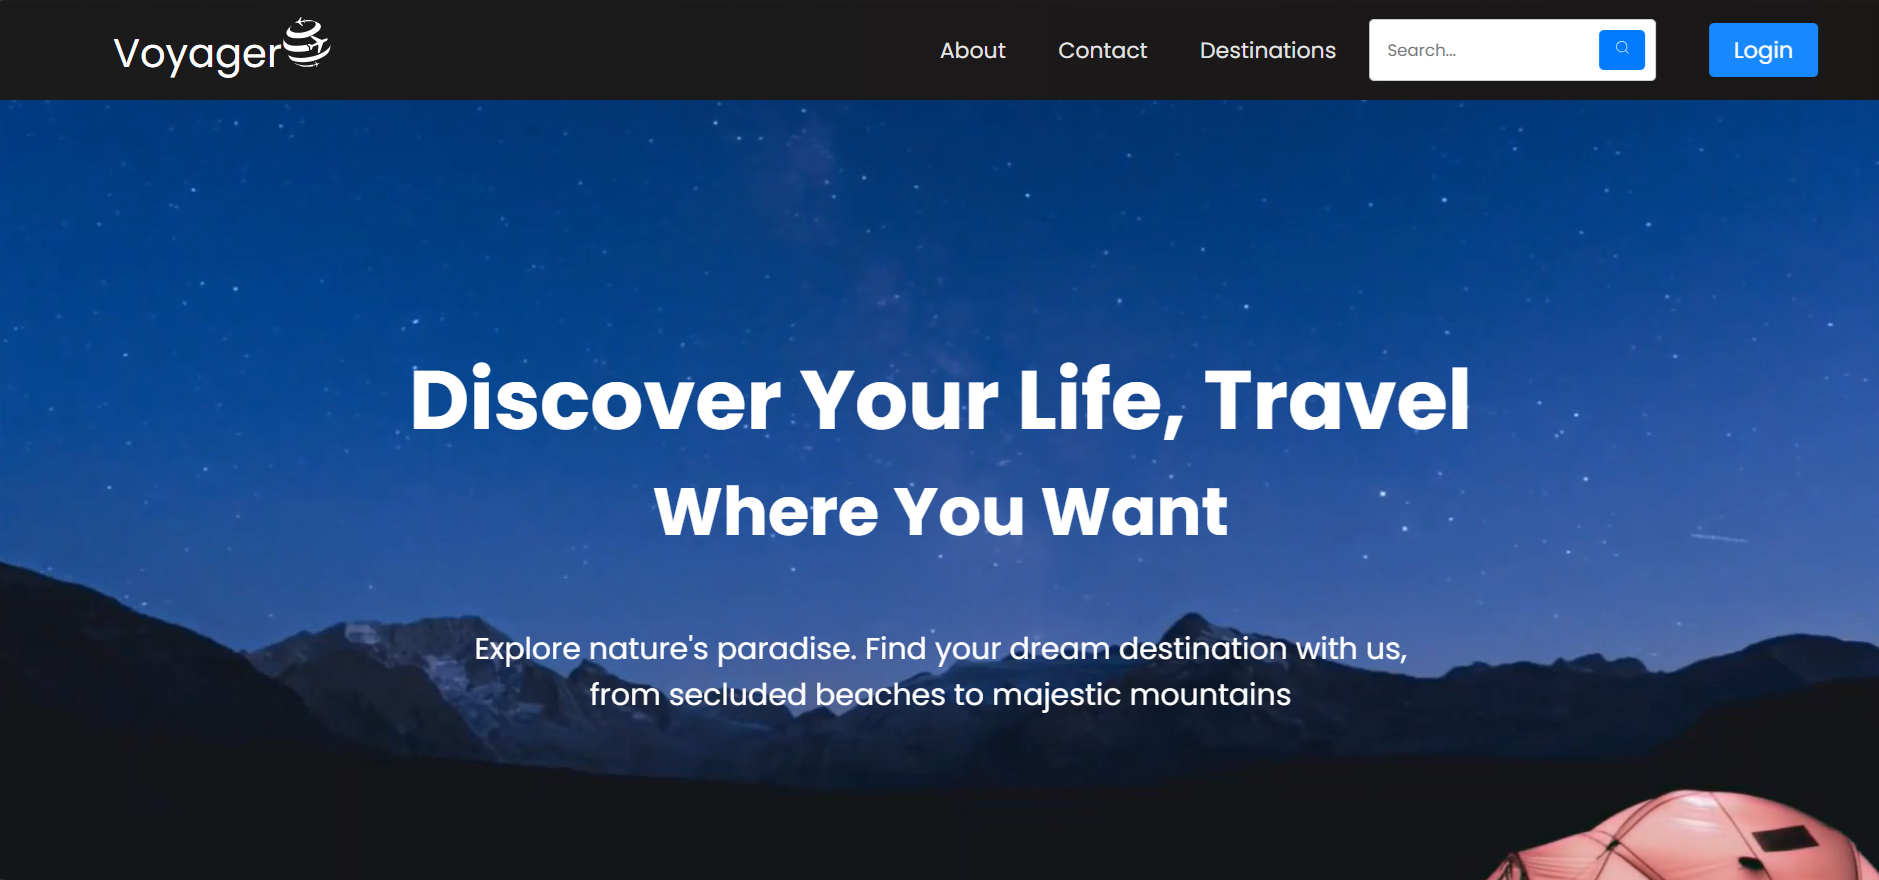 Voyager
About
Contact
Destinations
Search...
Login
Discover Your Life, Travel
Where You Want
Explore nature's paradise. Find your dream destination with us,
from secluded beaches to majestic mountains